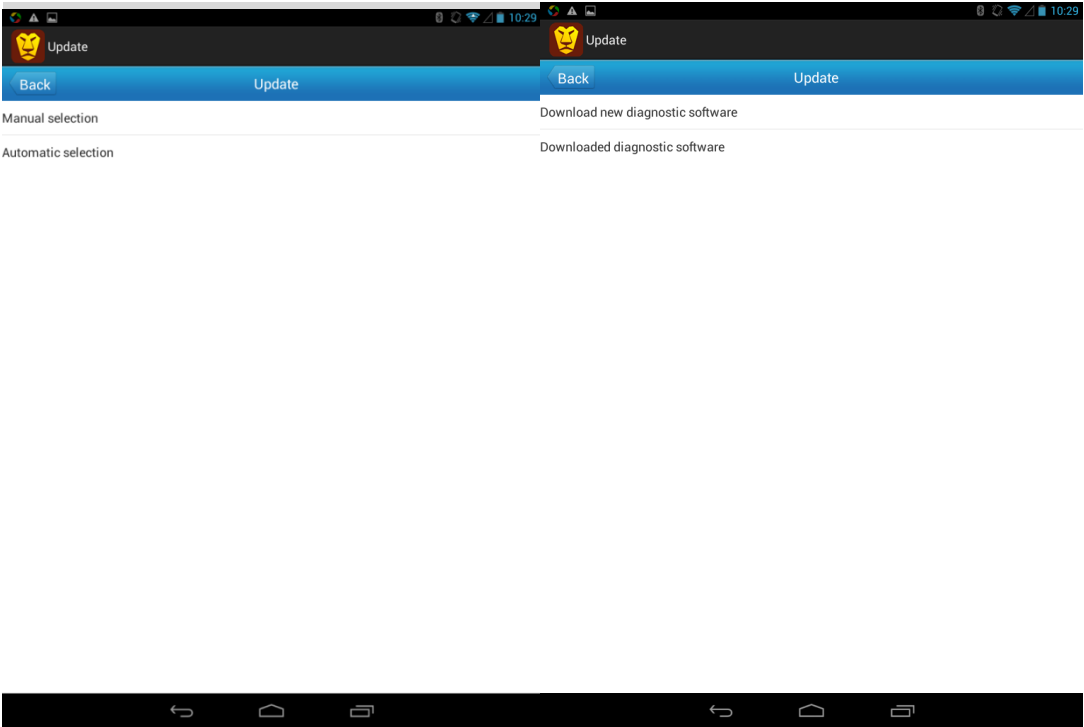 10:29
Update
Back
Update
Manual selection
Automatic selection
10:29
Update
Back
Update
Download new diagnostic software
Downloaded diagnostic software